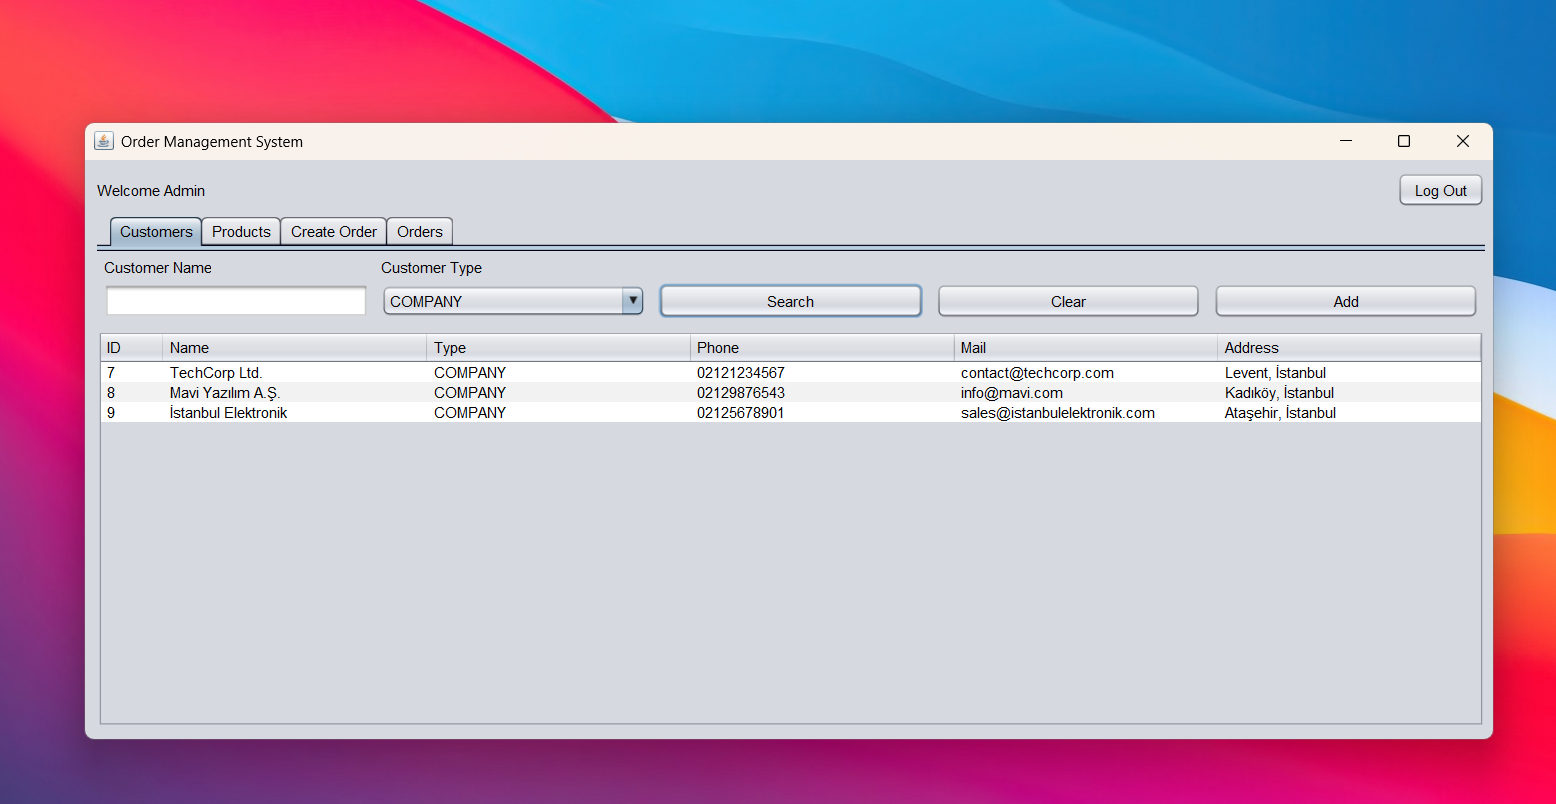 Order Management System
Welcome Admin
Log Out
Customers Products Create Order Orders
Customer Name Customer Type
COMPANY Search Clear Add
ID Name Type Phone Mail Address
7 TechCorp Ltd. COMPANY 02121234567 contact@techcorp.com Levent, İstanbul
8 Mavi Yazılım A.Ş. COMPANY 02129876543 info@mavi.com Kadıköy, İstanbul
9 İstanbul Elektronik COMPANY 02125678901 sales@istanbulelektronik.com Ataşehir, İstanbul